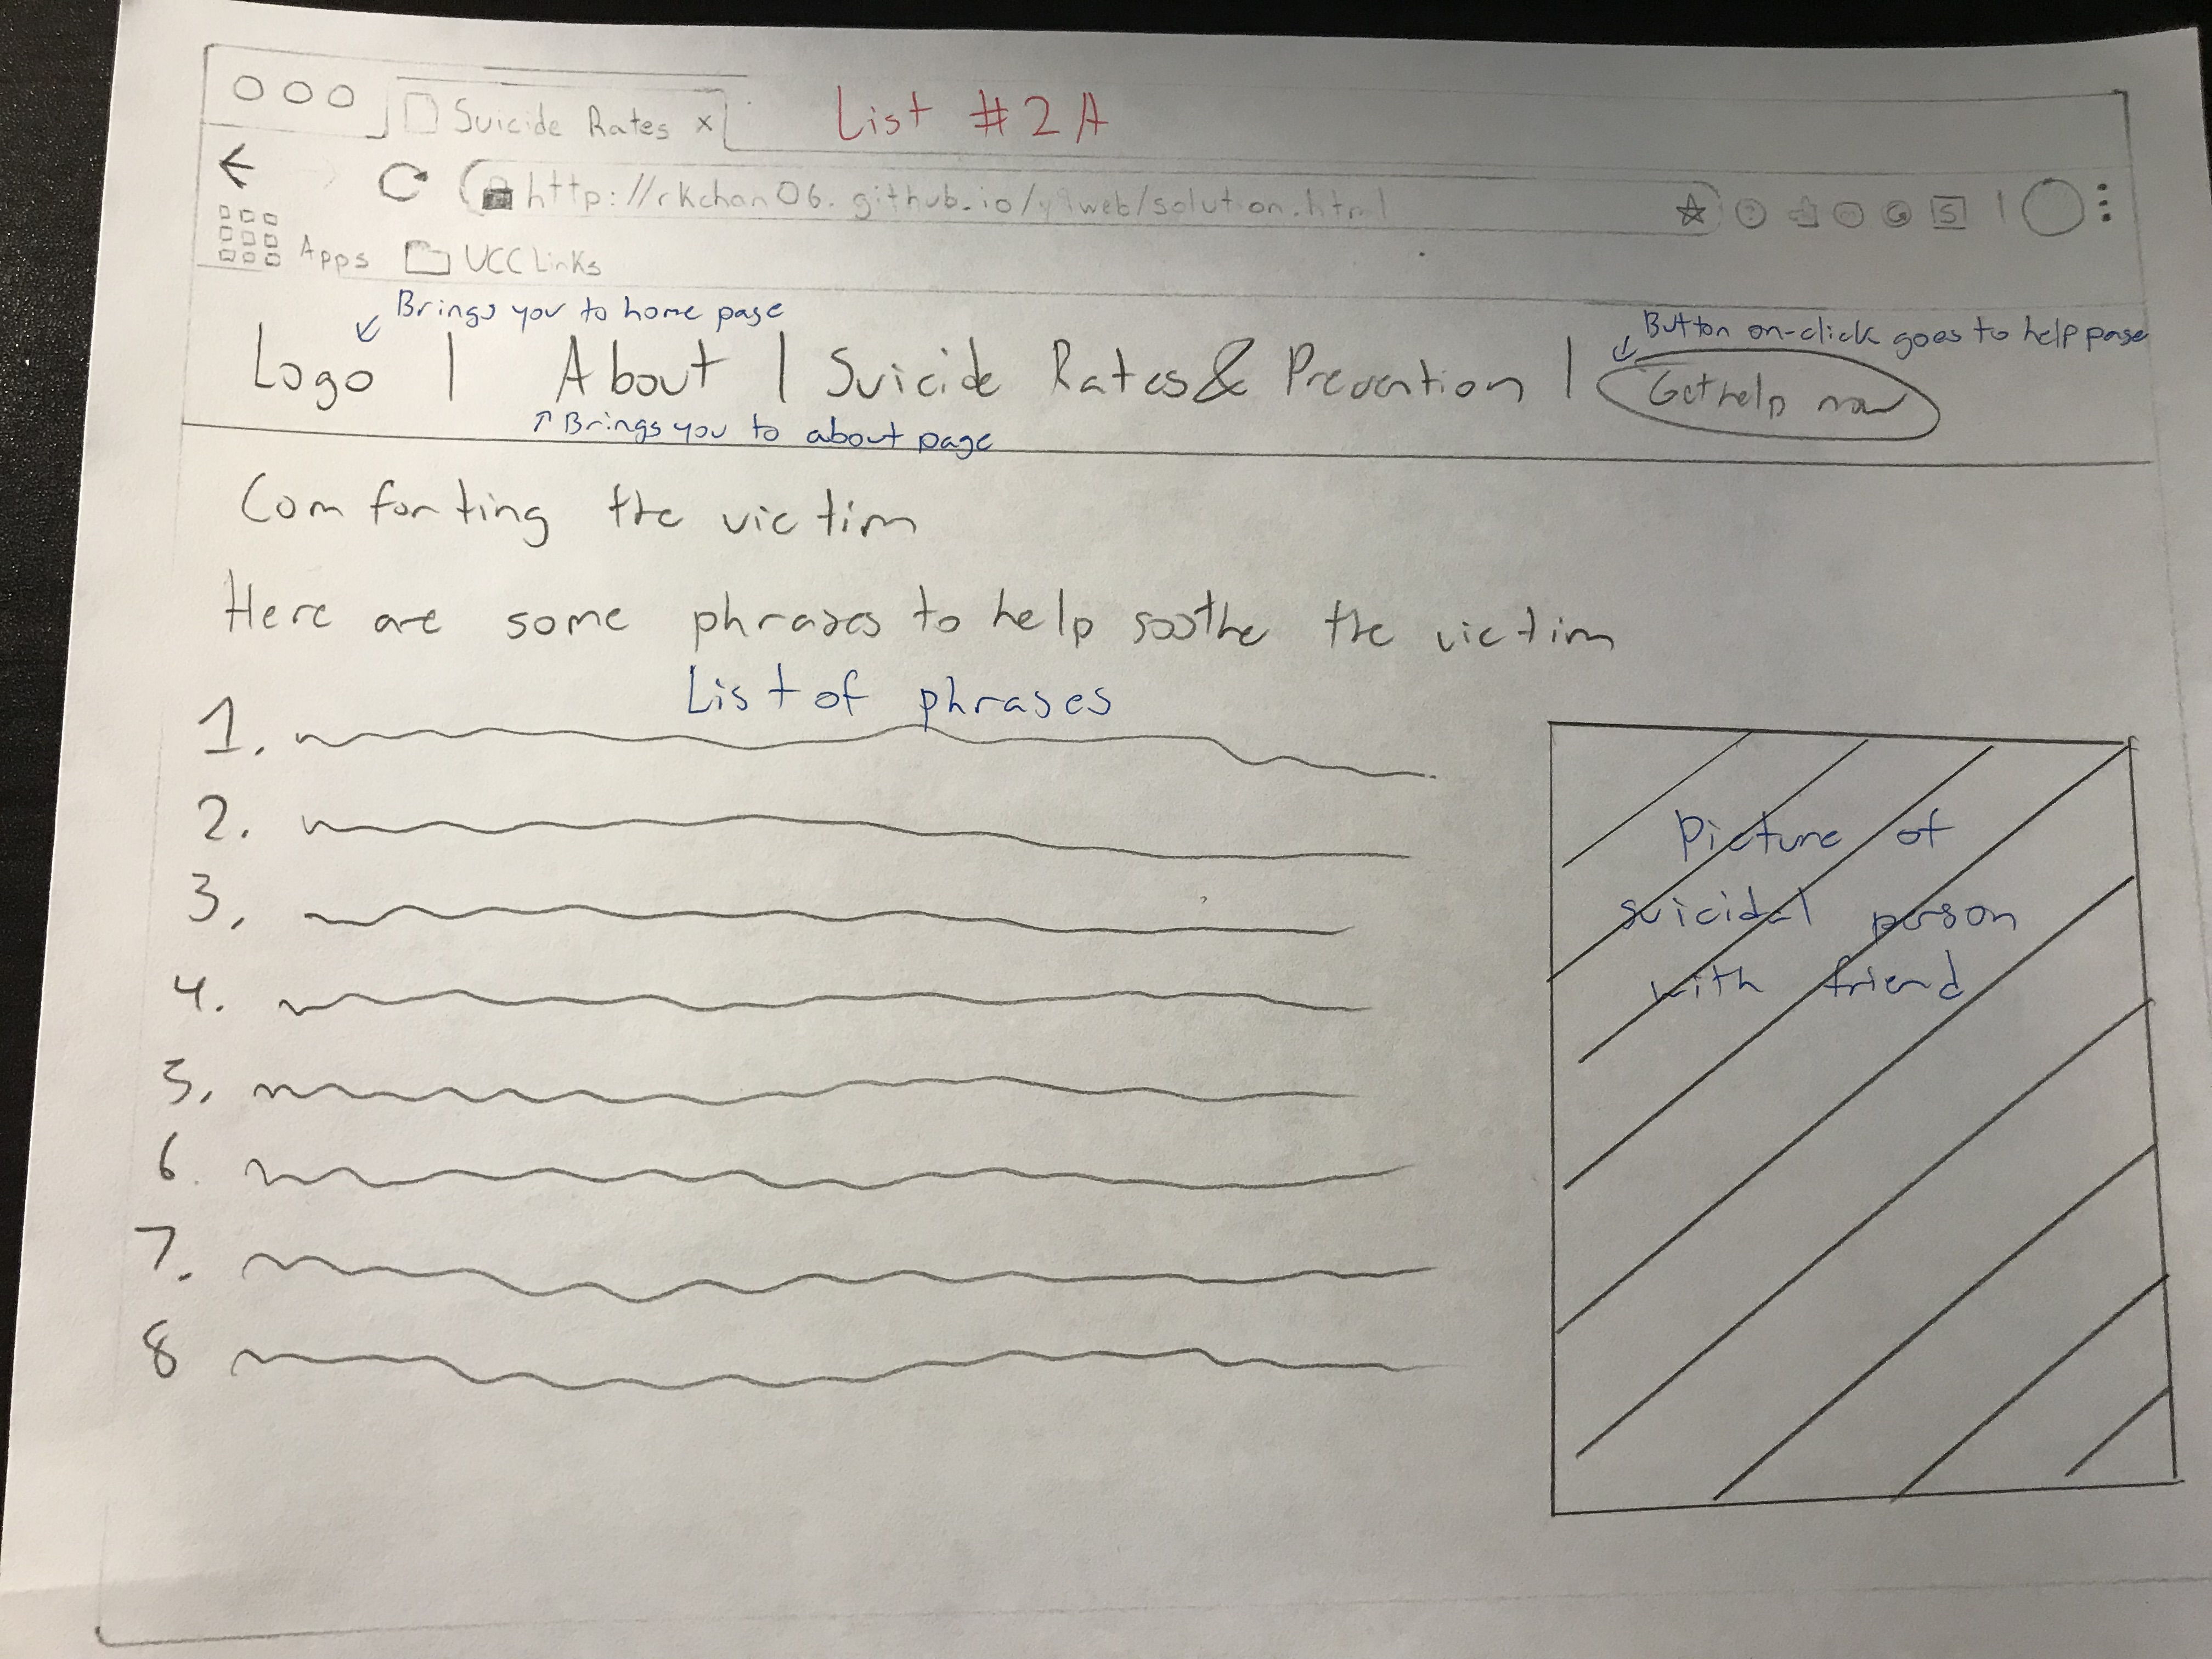 Suicide Rates x
List #2A
http://rkchan06.github.io/y9web/solution.html
S
Apps
UCC Links
Brings you to home page
Button on-click goes to help page
Logo | About | Suicide Rates & Prevention | Get help now
Brings you to about page
Comforting the victim
Here are some phrases to help soothe the victim
List of phrases
1.
2.
3.
4.
5.
6.
7.
8
Picture of
suicidal person
with friend